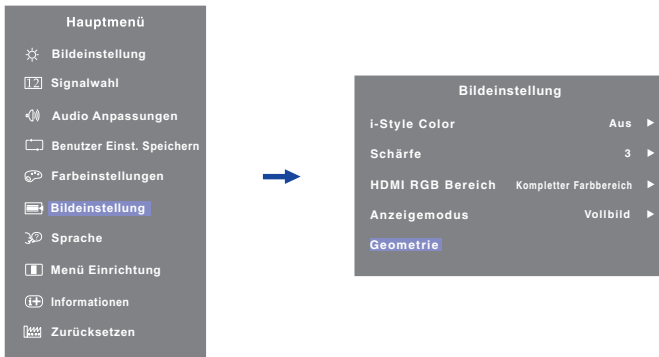 Hauptmenü
Bildeinstellung
12 Signalwahl
Audio Anpassungen
Benutzer Einst. Speichern
Farbeinstellungen
Bildeinstellung
Sprache
Menü Einrichtung
Informationen
Zurücksetzen
Bildeinstellung
i-Style Color Aus
Schärfe 3
HDMI RGB Bereich Kompletter Farbbereich
Anzeigemodus Vollbild
Geometrie